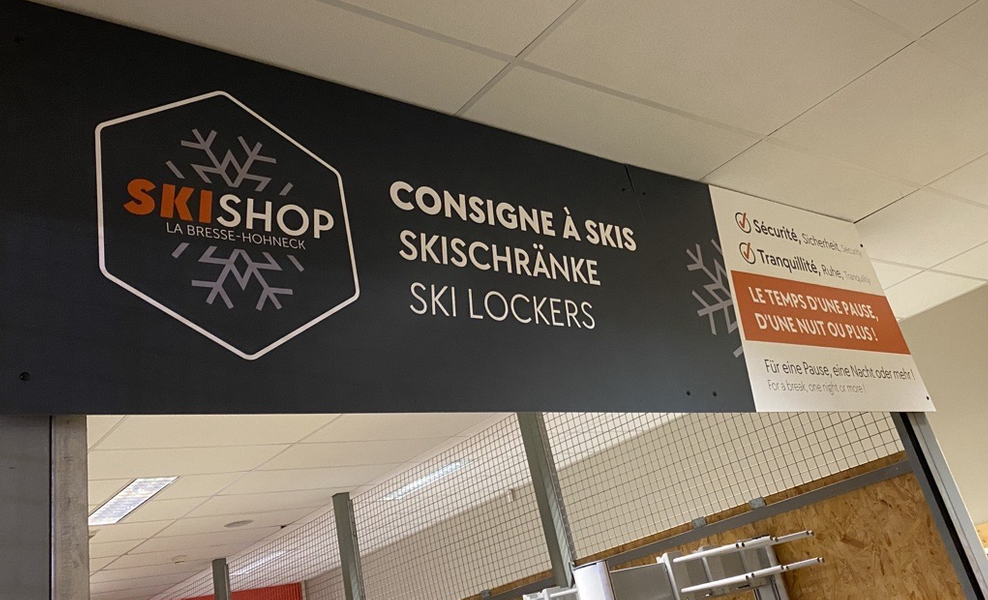 SKISHOP
LA BRESSE-HOHNECK
CONSIGNE À SKIS
SKISCHRÄNKE
SKI LOCKERS
Sécurité, Sicherheit, Security
Tranquillité, Ruhe, Tranquility
LE TEMPS D'UNE PAUSE,
D'UNE NUIT OU PLUS !
Für eine Pause, eine Nacht oder mehr !
For a break, one night or more !